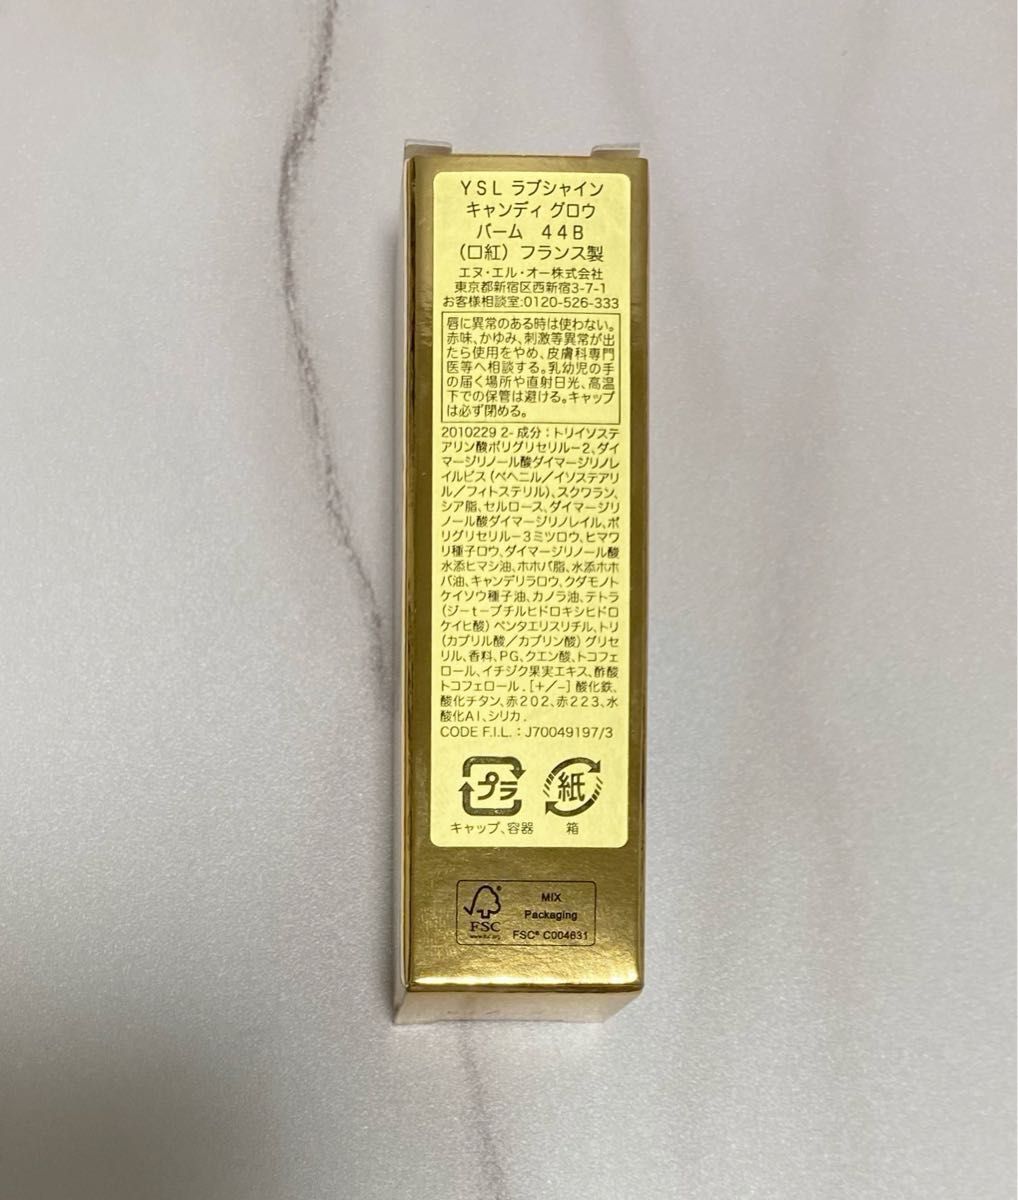 YSL ラブシャイン
キャンディ グロウ
バーム 44B
(口紅) フランス製
エヌ・エル・オー株式会社
東京都新宿区西新宿3-7-1
お客様相談室:0120-526-333
唇に異常のある時は使わない。
赤味、かゆみ、刺激等異常が出
たら使用をやめ、皮膚科専門
医等へ相談する。乳幼児の手
の届く場所や直射日光、高温
下での保管は避ける。キャップ
は必ず閉める。
2010229 2- 成分:トリイソステ
アリン酸ポリグリセリル-2、ダイ
マージリノール酸ダイマージリノレ
イルビス(ベヘニル/イソステアリ
ル/フィトステリル)、スクワラン、
シア脂、セルロース、ダイマージリ
ノール酸ダイマージリノレイル、ポ
リグリセリル-3ミツロウ、ヒマワ
リ種子ロウ、ダイマージリノール酸
水添ヒマシ油、ホホバ脂、水添ホホ
バ油、キャンデリラロウ、クダモノト
ケイソウ種子油、カノラ油、テトラ
(ジ-t-ブチルヒドロキシヒドロ
ケイヒ酸)ペンタエリスリチル、トリ
(カプリル酸/カプリン酸)グリセ
リル、香料、PG、クエン酸、トコフェ
ロール、イチジク果実エキス、酢酸
トコフェロール.[+/-]酸化鉄、
酸化チタン、赤202、赤223、水
酸化Al、シリカ.
CODE F.I.L. : J70049197/3
プラ 紙
キャップ、容器 箱
MIX
Packaging
FSC
FSC® C004631